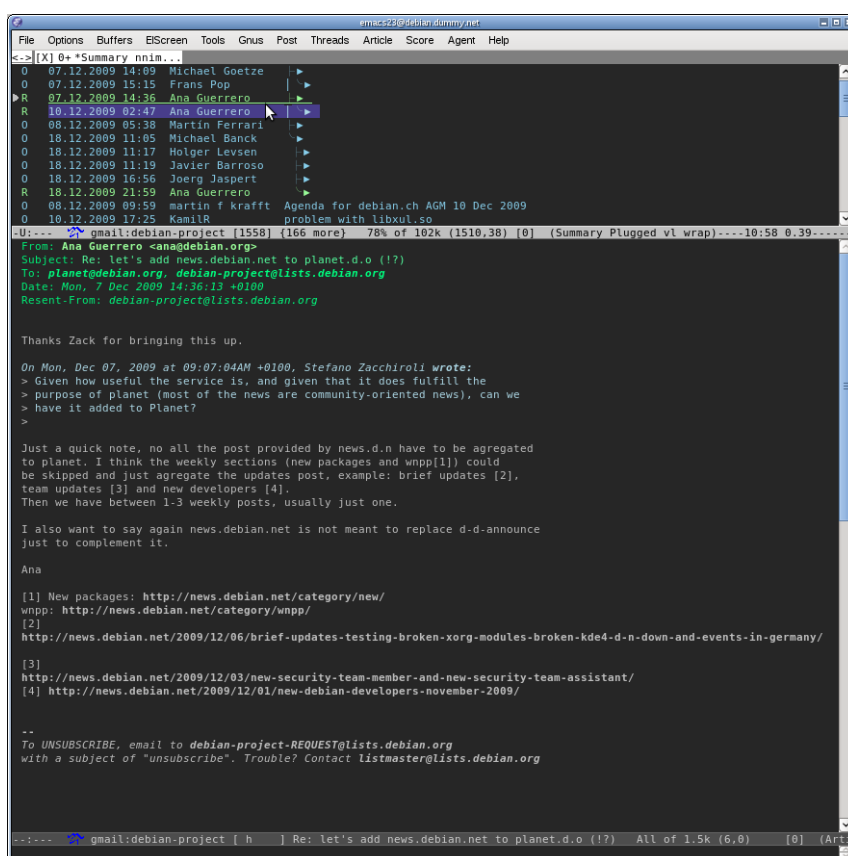 emacs23@debian.dummy.net
File Options Buffers ElScreen Tools Gnus Post Threads Article Score Agent Help
<->[X] 0+*Summary nnim...
O 07.12.2009 14:09 Michael Goetze
O 07.12.2009 15:15 Frans Pop
R 07.12.2009 14:36 Ana Guerrero
R 10.12.2009 02:47 Ana Guerrero
O 08.12.2009 05:38 Martín Ferrari
O 18.12.2009 11:05 Michael Banck
O 18.12.2009 11:17 Holger Levsen
O 18.12.2009 11:19 Javier Barroso
O 18.12.2009 16:56 Joerg Jaspert
R 18.12.2009 21:59 Ana Guerrero
O 08.12.2009 09:59 martin f krafft Agenda for debian.ch AGM 10 Dec 2009
O 10.12.2009 17:25 KamilR problem with libxul.so
-U:--- gmail:debian-project [1558] {166 more} 78% of 102k (1510,38) [0] (Summary Plugged vl wrap)----10:58 0.39-----
From: Ana Guerrero <ana@debian.org>
Subject: Re: let's add news.debian.net to planet.d.o (!?)
To: planet@debian.org, debian-project@lists.debian.org
Date: Mon, 7 Dec 2009 14:36:13 +0100
Resent-From: debian-project@lists.debian.org
Thanks Zack for bringing this up.
On Mon, Dec 07, 2009 at 09:07:04AM +0100, Stefano Zacchiroli wrote:
> Given how useful the service is, and given that it does fulfill the
> purpose of planet (most of the news are community-oriented news), can we
> have it added to Planet?
>
Just a quick note, no all the post provided by news.d.n have to be agregated
to planet. I think the weekly sections (new packages and wnpp[1]) could
be skipped and just agregate the updates post, example: brief updates [2],
team updates [3] and new developers [4].
Then we have between 1-3 weekly posts, usually just one.
I also want to say again news.debian.net is not meant to replace d-d-announce
just to complement it.
Ana
[1] New packages: http://news.debian.net/category/new/
wnpp: http://news.debian.net/category/wnpp/
[2]
http://news.debian.net/2009/12/06/brief-updates-testing-broken-xorg-modules-broken-kde4-d-n-down-and-events-in-germany/
[3]
http://news.debian.net/2009/12/03/new-security-team-member-and-new-security-team-assistant/
[4] http://news.debian.net/2009/12/01/new-debian-developers-november-2009/
--
To UNSUBSCRIBE, email to debian-project-REQUEST@lists.debian.org
with a subject of "unsubscribe". Trouble? Contact listmaster@lists.debian.org
--:--- gmail:debian-project [ h ] Re: let's add news.debian.net to planet.d.o (!?) All of 1.5k (6,0) [0] (Art